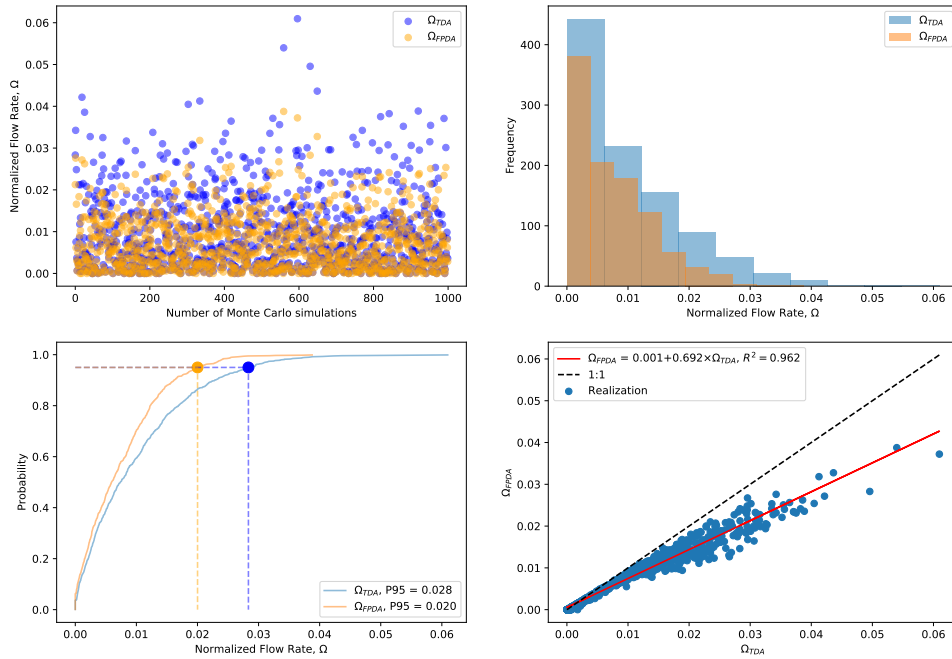 0.06
0.05
0.04
0.03
0.02
0.01
0.00
Normalized Flow Rate, Ω
Ω_TDA
Ω_FPDA
0 200 400 600 800 1000
Number of Monte Carlo simulations
400
300
200
100
0
Frequency
Ω_TDA
Ω_FPDA
0.00 0.01 0.02 0.03 0.04 0.05 0.06
Normalized Flow Rate, Ω
1.0
0.8
0.6
0.4
0.2
0.0
Probability
Ω_TDA, P95 = 0.028
Ω_FPDA, P95 = 0.020
0.00 0.01 0.02 0.03 0.04 0.05 0.06
Normalized Flow Rate, Ω
0.06
0.05
0.04
0.03
0.02
0.01
0.00
Ω_FPDA
Ω_FPDA = 0.001+0.692×Ω_TDA, R² = 0.962
1:1
Realization
0.00 0.01 0.02 0.03 0.04 0.05 0.06
Ω_TDA